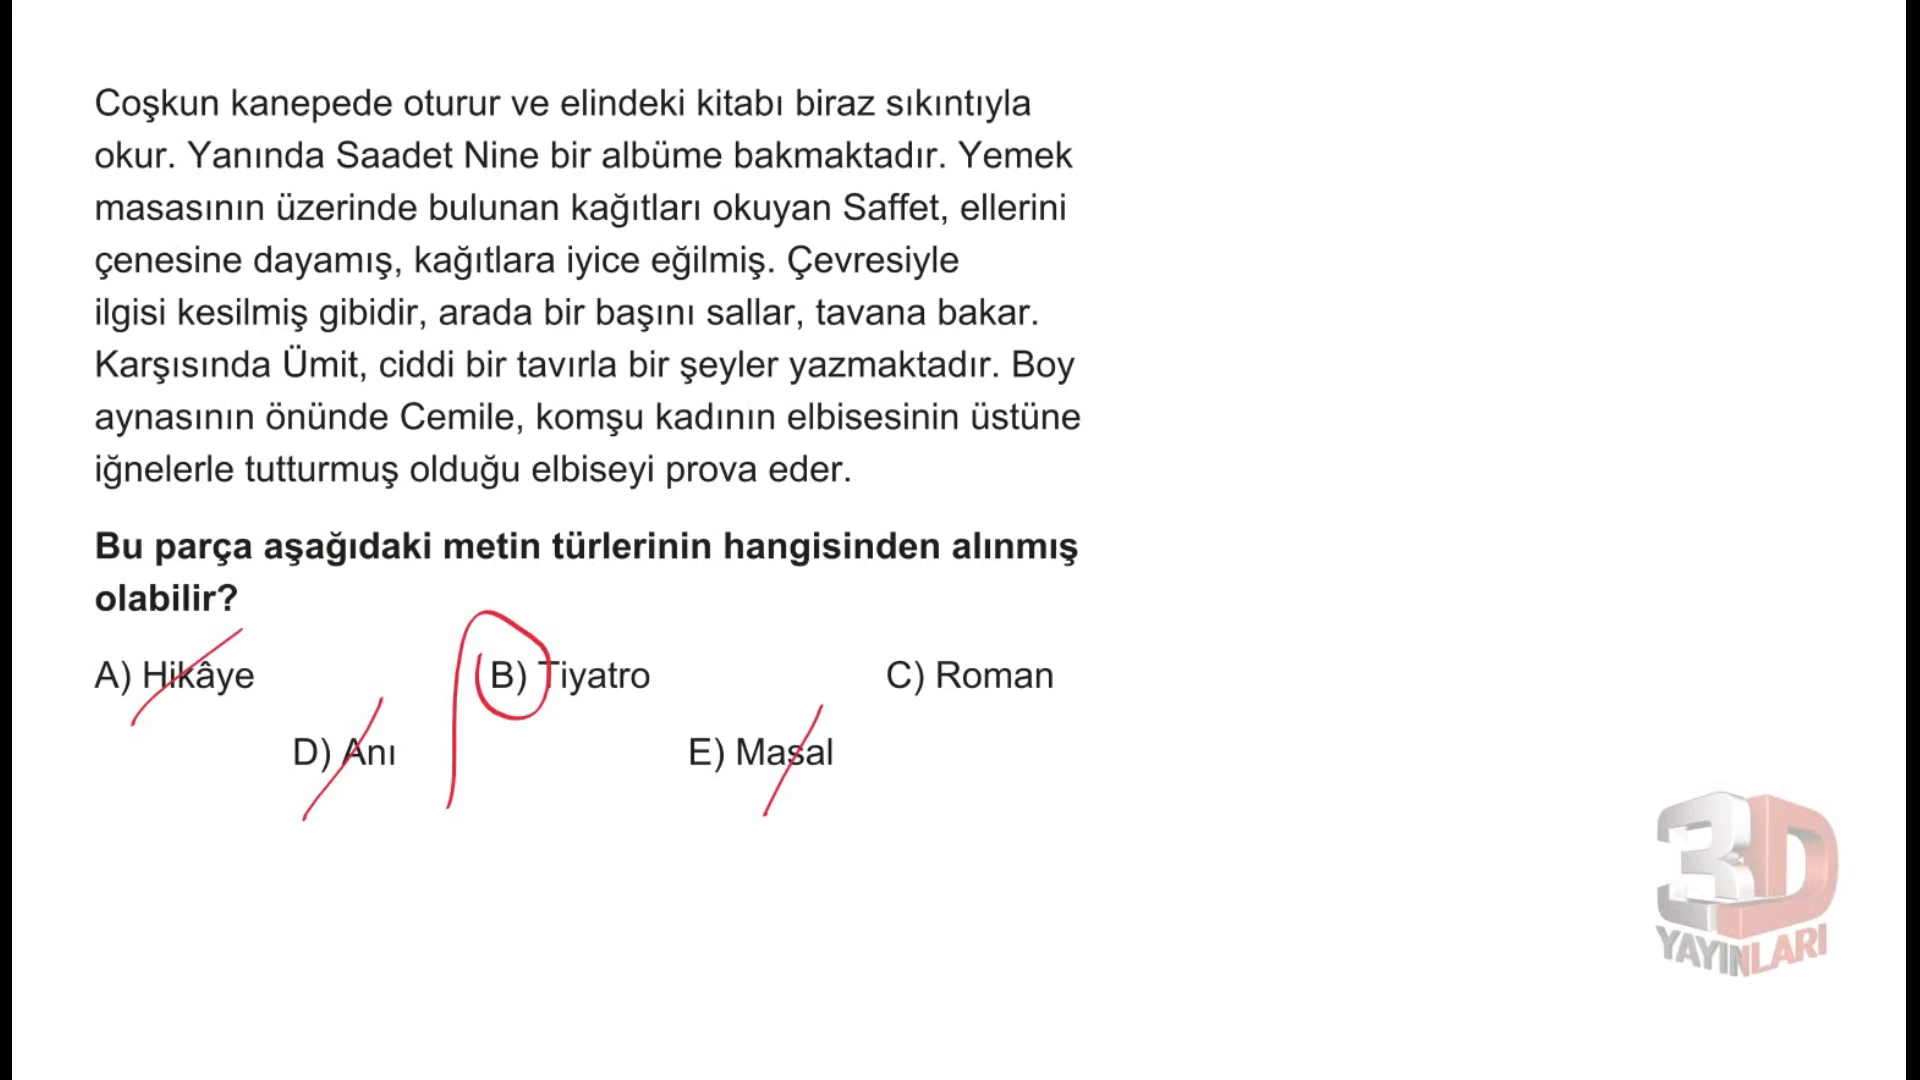 Coşkun kanepede oturur ve elindeki kitabı biraz sıkıntıyla
okur. Yanında Saadet Nine bir albüme bakmaktadır. Yemek
masasının üzerinde bulunan kağıtları okuyan Saffet, ellerini
çenesine dayamış, kağıtlara iyice eğilmiş. Çevresiyle
ilgisi kesilmiş gibidir, arada bir başını sallar, tavana bakar.
Karşısında Ümit, ciddi bir tavırla bir şeyler yazmaktadır. Boy
aynasının önünde Cemile, komşu kadının elbisesinin üstüne
iğnelerle tutturmuş olduğu elbiseyi prova eder.
Bu parça aşağıdaki metin türlerinin hangisinden alınmış
olabilir?
A) Hikâye B) Tiyatro C) Roman
D) Anı E) Masal
3D
YAYINLARI